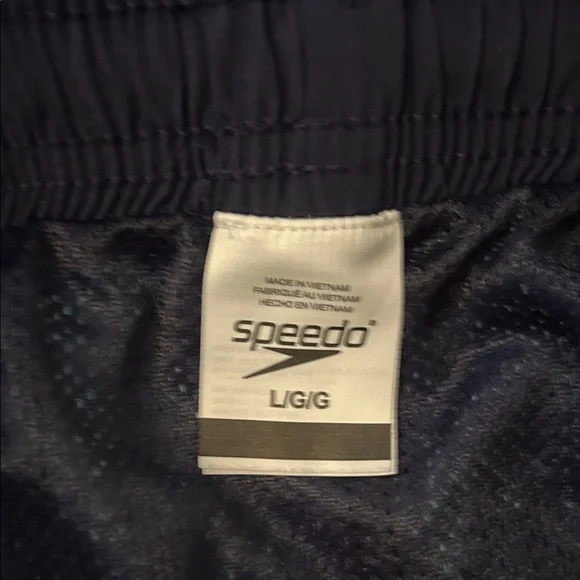 MADE IN VIETNAM
FABRIQUÉ AU VIETNAM
HECHO EN VIETNAM
speedo®
L/G/G